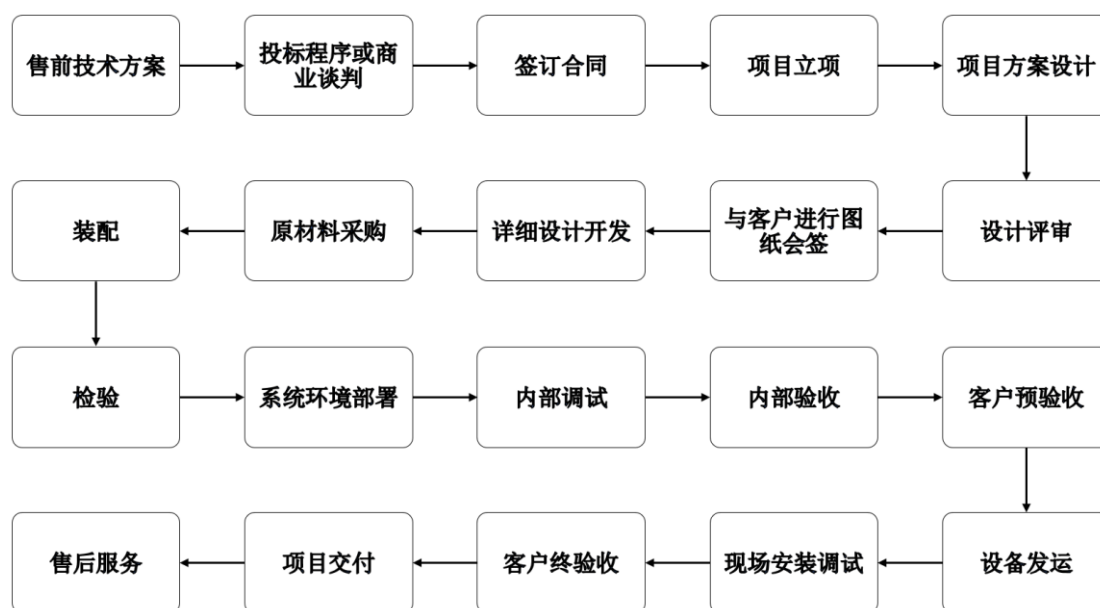 售前技术方案
投标程序或商
业谈判
签订合同
项目立项
项目方案设计
设计评审
与客户进行图
纸会签
详细设计开发
原材料采购
装配
检验
系统环境部署
内部调试
内部验收
客户预验收
设备发运
现场安装调试
客户终验收
项目交付
售后服务